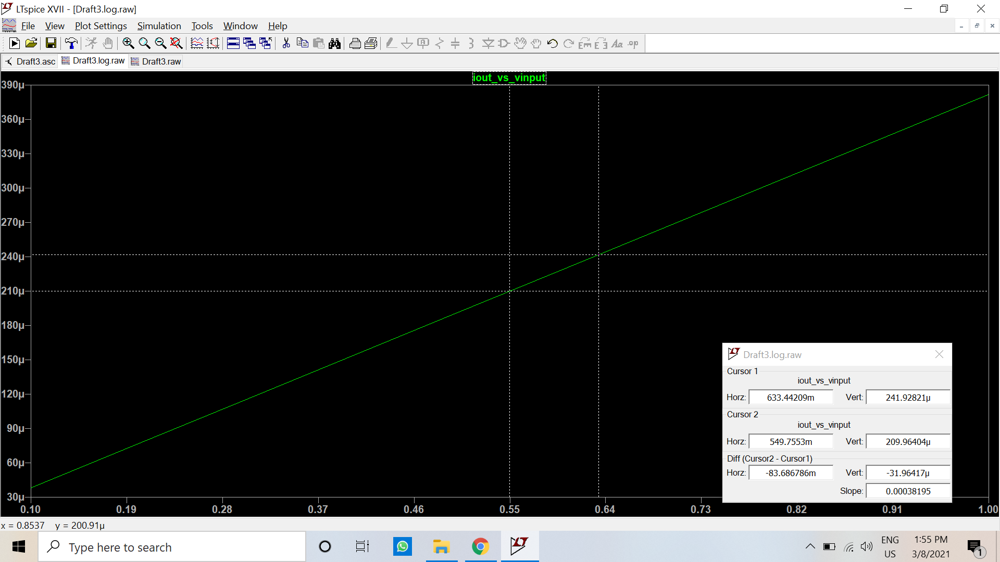 LTspice XVII - [Draft3.log.raw]
File View Plot Settings Simulation Tools Window Help
Draft3.asc Draft3.log.raw Draft3.raw
iout_vs_vinput
390µ
360µ
330µ
300µ
270µ
240µ
210µ
180µ
150µ
120µ
90µ
60µ
30µ
0.10 0.19 0.28 0.37 0.46 0.55 0.64 0.73 0.82 0.91 1.00
Draft3.log.raw
Cursor 1
iout_vs_vinput
Horz: 633.44209m Vert: 241.92821µ
Cursor 2
iout_vs_vinput
Horz: 549.7553m Vert: 209.96404µ
Diff (Cursor2 - Cursor1)
Horz: -83.686786m Vert: -31.96417µ
Slope: 0.00038195
x = 0.8537 y = 200.91µ
Type here to search
ENG
US
1:55 PM
3/8/2021
1